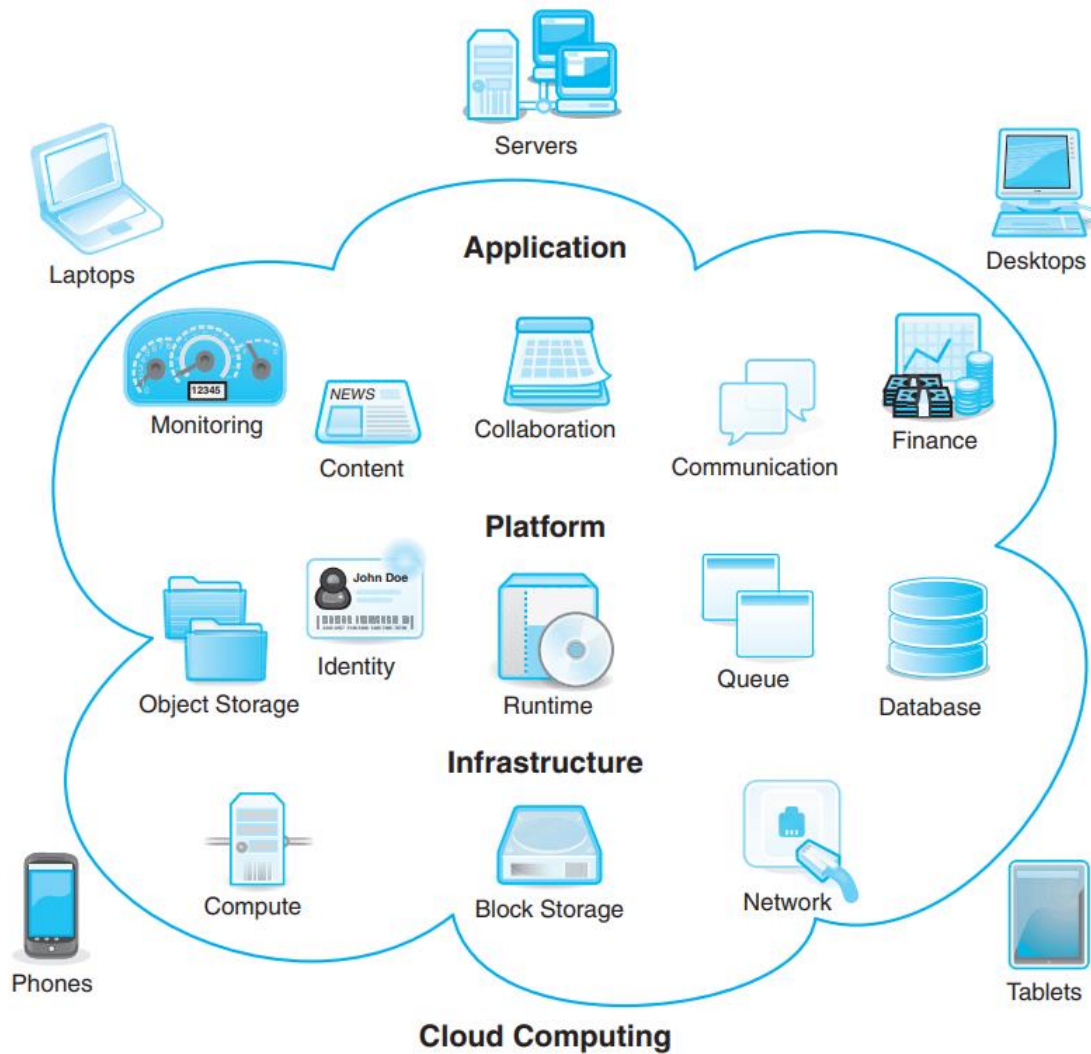 Servers
Laptops
Desktops
Application
12345
Monitoring
NEWS
Content
Collaboration
Communication
Finance
Platform
John Doe
Object Storage
Identity
Runtime
Queue
Database
Infrastructure
Compute
Block Storage
Network
Phones
Tablets
Cloud Computing